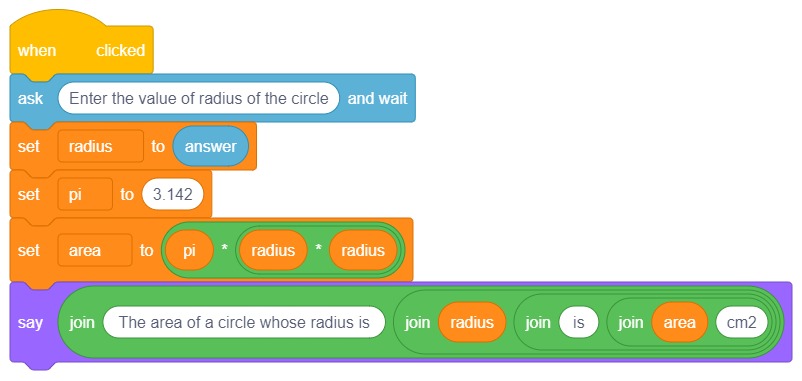 when clicked
ask Enter the value of radius of the circle and wait
set radius to answer
set pi to 3.142
set area to pi * radius * radius
say join The area of a circle whose radius is join radius join is join area cm2